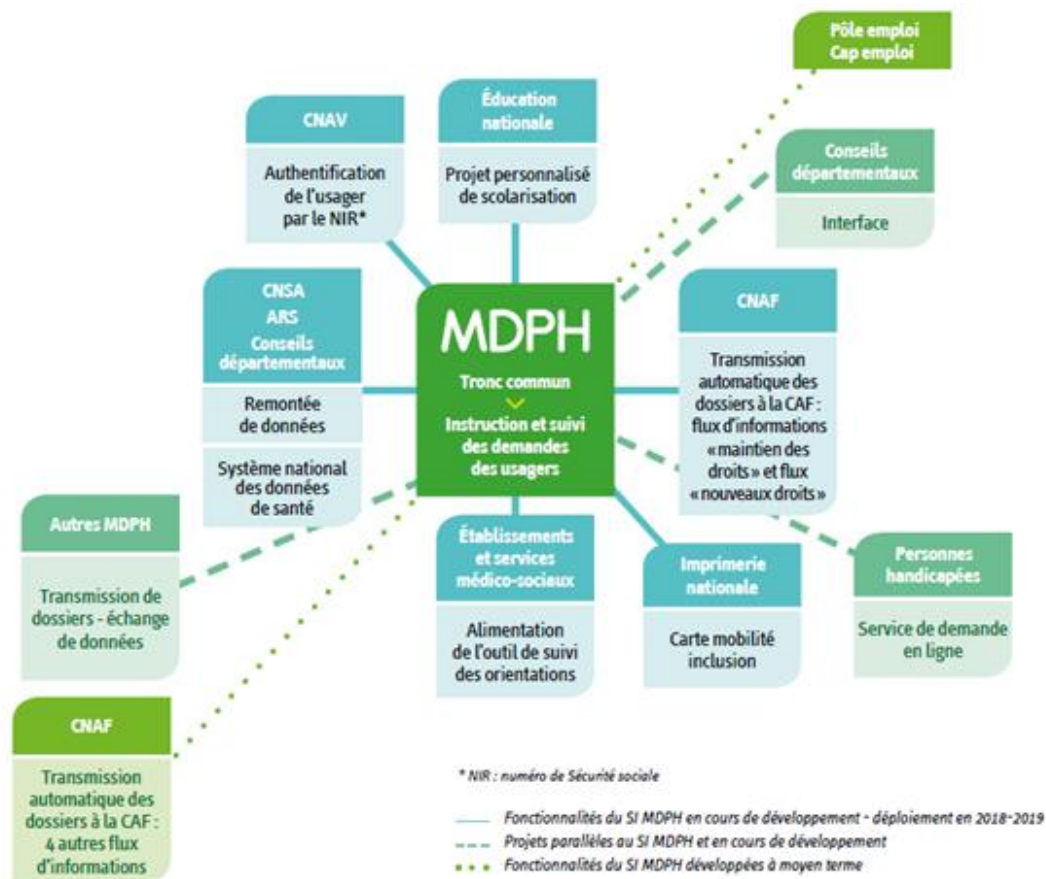 Pôle emploi
Cap emploi
Éducation
nationale
Projet personnalisé
de scolarisation
CNAV
Authentification
de l'usager
par le NIR*
Conseils
départementaux
Interface
CNSA
ARS
Conseils
départementaux
Remontée
de données
Système national
des données
de santé
MDPH
Tronc commun
Instruction et suivi
des demandes
des usagers
CNAF
Transmission
automatique des
dossiers à la CAF :
flux d'informations
« maintien des
droits » et flux
« nouveaux droits »
Autres MDPH
Transmission de
dossiers - échange
de données
Établissements
et services
médico-sociaux
Alimentation
de l'outil de suivi
des orientations
Imprimerie
nationale
Carte mobilité
inclusion
Personnes
handicapées
Service de demande
en ligne
CNAF
Transmission
automatique des
dossiers à la CAF :
4 autres flux
d'informations
* NIR : numéro de Sécurité sociale
Fonctionnalités du SI MDPH en cours de développement - déploiement en 2018-2019
Projets parallèles au SI MDPH et en cours de développement
Fonctionnalités du SI MDPH développées à moyen terme